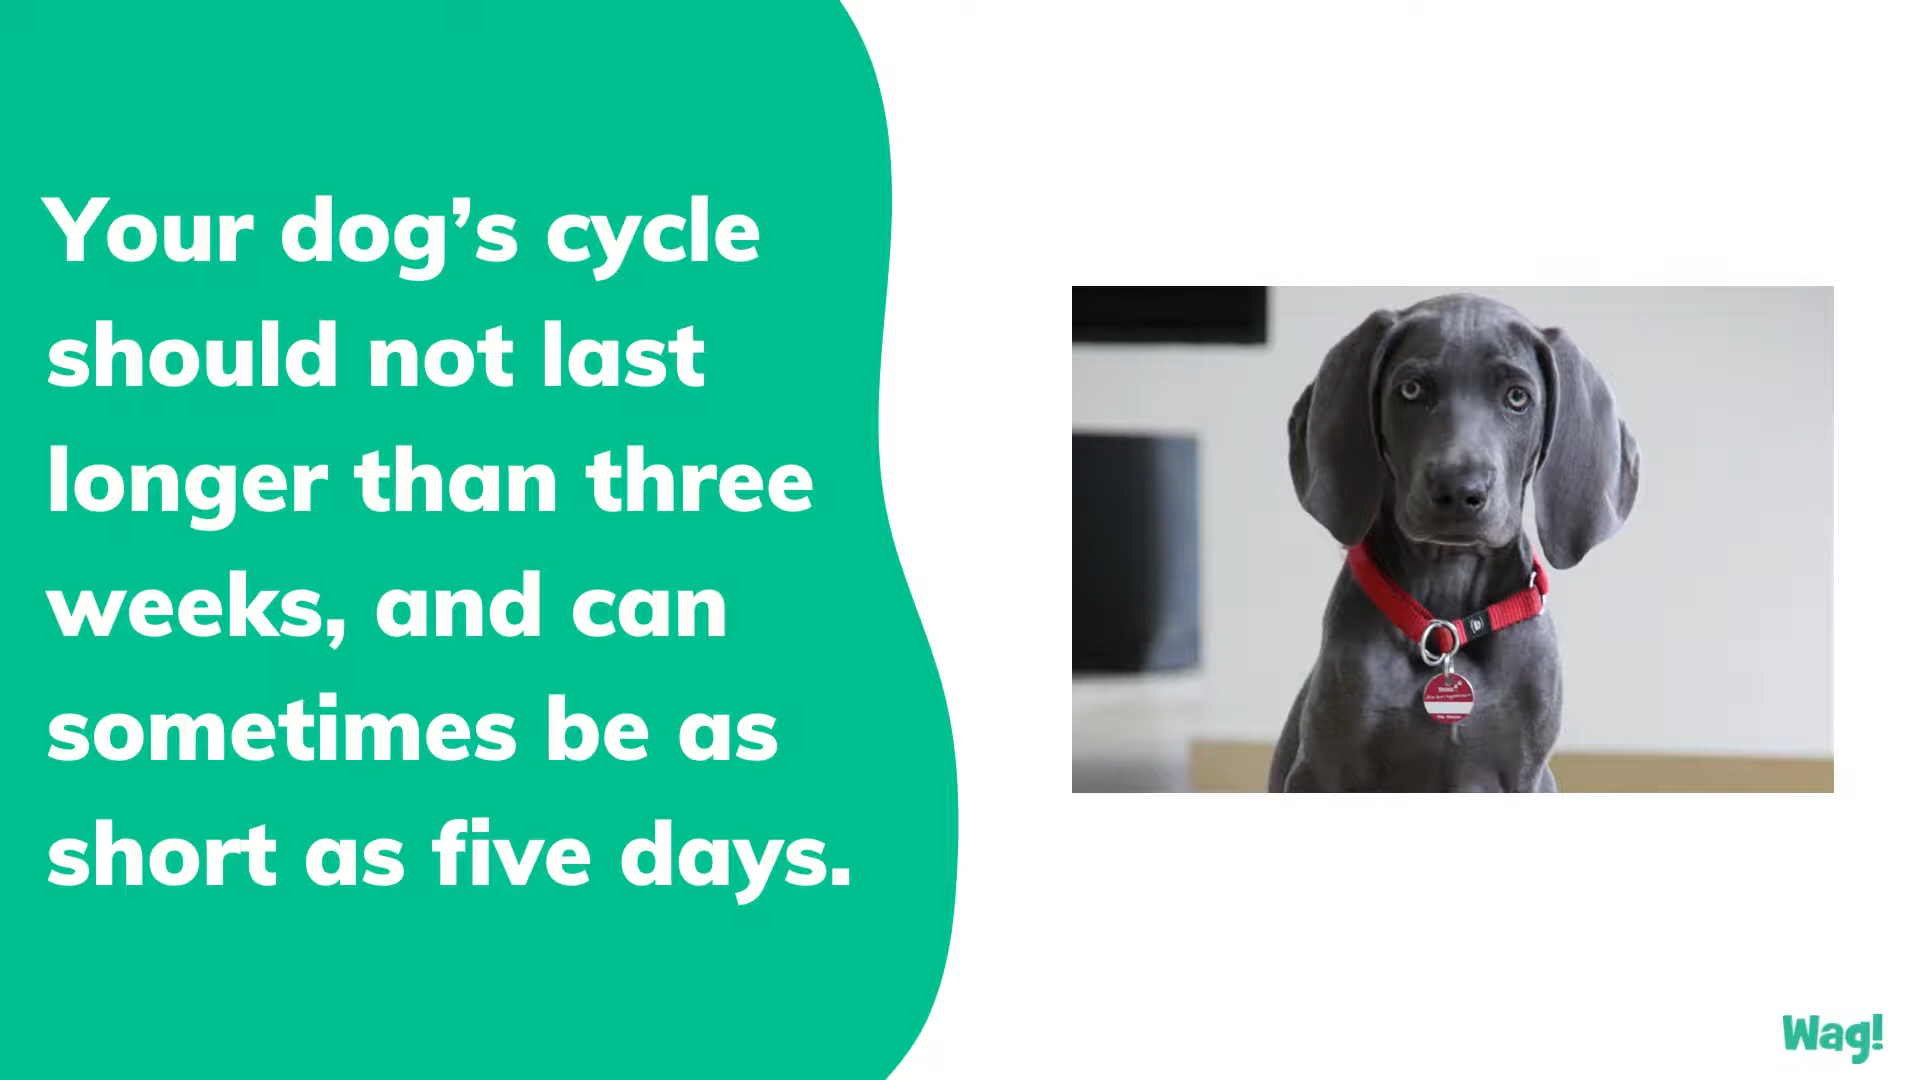 Your dog’s cycle
should not last
longer than three
weeks, and can
sometimes be as
short as five days.
Wag!